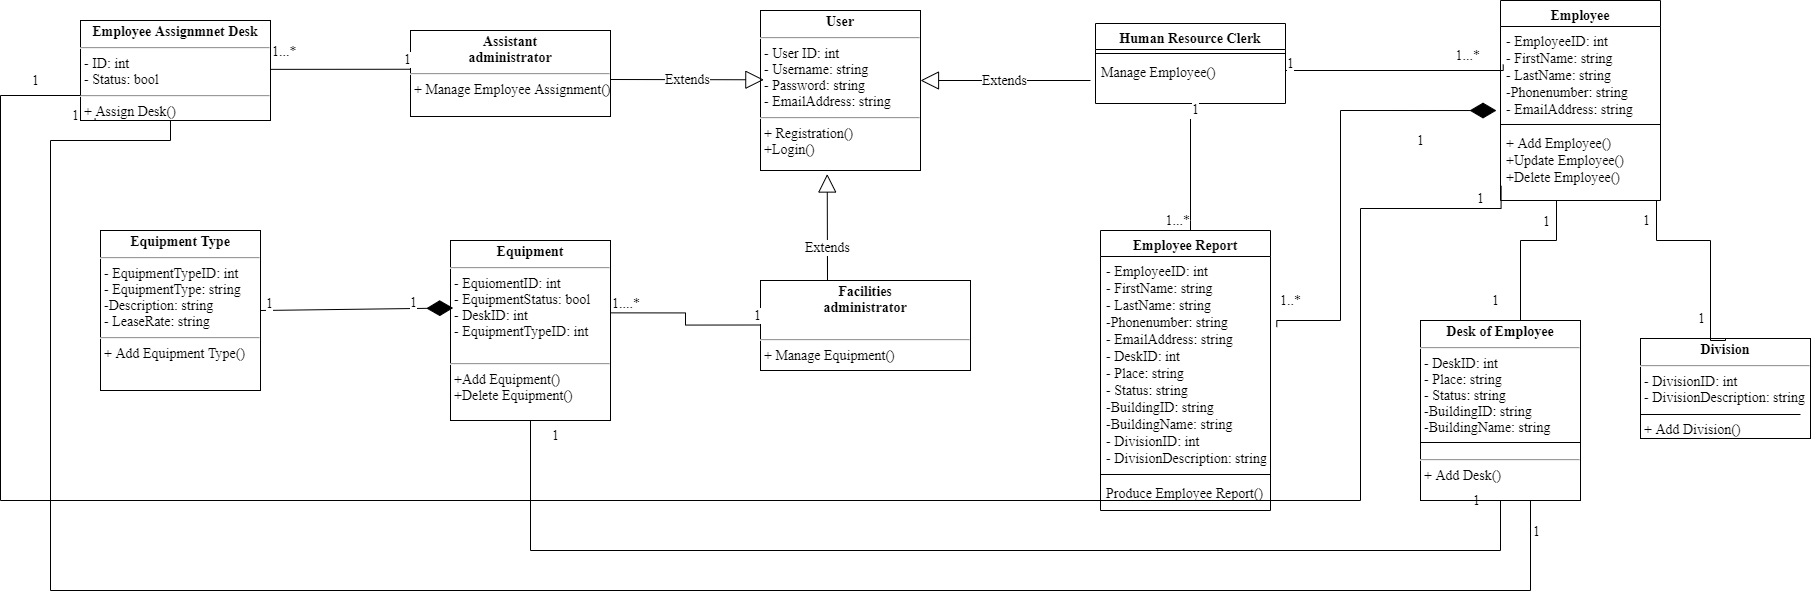 Employee Assignmnet Desk
- ID: int
- Status: bool
+ Assign Desk()
1
1
1...*
1
Assistant
administrator
+ Manage Employee Assignment()
Extends
User
- User ID: int
- Username: string
- Password: string
- EmailAddress: string
+ Registration()
+Login()
Extends
Human Resource Clerk
Manage Employee()
1
1...*
1
1...*
Employee
- EmployeeID: int
- FirstName: string
- LastName: string
-Phonenumber: string
- EmailAddress: string
+ Add Employee()
+Update Employee()
+Delete Employee()
1
1
1
1
Extends
Equipment Type
- EquipmentTypeID: int
- EquipmentType: string
-Description: string
- LeaseRate: string
+ Add Equipment Type()
1
1
Equipment
- EquiomentID: int
- EquipmentStatus: bool
- DeskID: int
- EquipmentTypeID: int
+Add Equipment()
+Delete Equipment()
1....*
1
1
Facilities
administrator
+ Manage Equipment()
Employee Report
- EmployeeID: int
- FirstName: string
- LastName: string
-Phonenumber: string
- EmailAddress: string
- DeskID: int
- Place: string
- Status: string
-BuildingID: string
-BuildingName: string
- DivisionID: int
- DivisionDescription: string
Produce Employee Report()
1..*
1
Desk of Employee
- DeskID: int
- Place: string
- Status: string
-BuildingID: string
-BuildingName: string
+ Add Desk()
1
1
1
Division
- DivisionID: int
- DivisionDescription: string
+ Add Division()